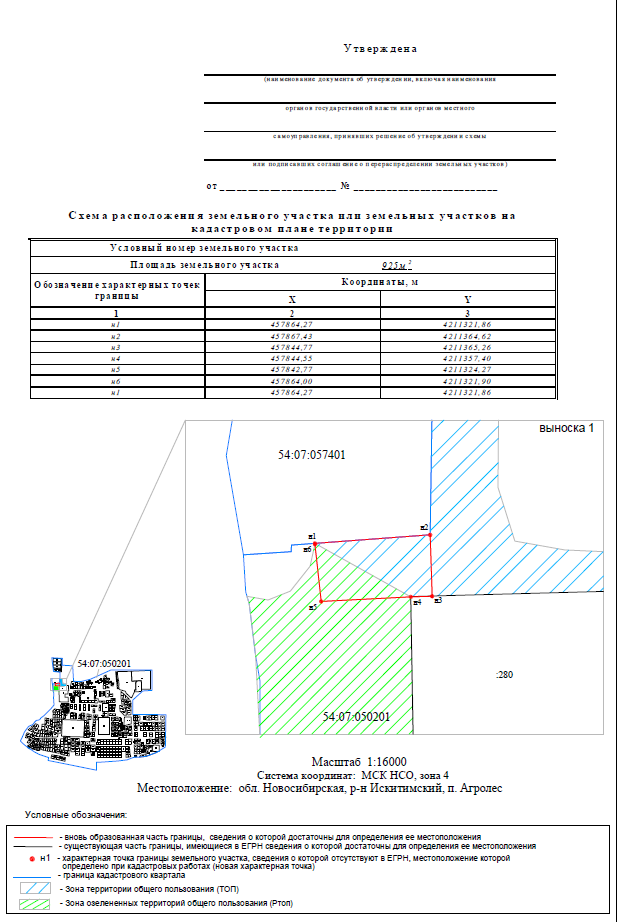 Утверждена
(наименование документа об утверждении, включая наименования
органов государственной власти или органов местного
самоуправления, принявших решение об утверждении схемы
или подписавших соглашение о перераспределении земельных участков)
от ____________________ № _________________________
Схема расположения земельного участка или земельных участков на
кадастровом плане территории
Условный номер земельного участка
Площадь земельного участка 925м²
Обозначение характерных точек границы Координаты, м
X Y
1 2 3
н1 457864,27 4211321,86
н2 457867,43 4211364,62
н3 457844,77 4211365,26
н4 457844,55 4211357,40
н5 457842,77 4211324,27
н6 457864,00 4211321,90
н1 457864,27 4211321,86
выноска 1
54:07:057401
н2
н1
н6
н5
н4
н3
54:07:050201
:280
54:07:050201
Масштаб 1:16000
Система координат: МСК НСО, зона 4
Местоположение: обл. Новосибирская, р-н Искитимский, п. Агролес
Условные обозначения:
- вновь образованная часть границы, сведения о которой достаточны для определения ее местоположения
- существующая часть границы, имеющиеся в ЕГРН сведения о которой достаточны для определения ее местоположения
н1 - характерная точка границы земельного участка, сведения о которой отсутствуют в ЕГРН, местоположение которой
определено при кадастровых работах (новая характерная точка)
- граница кадастрового квартала
- Зона территории общего пользования (ТОП)
- Зона озелененных территорий общего пользования (Ртоп)